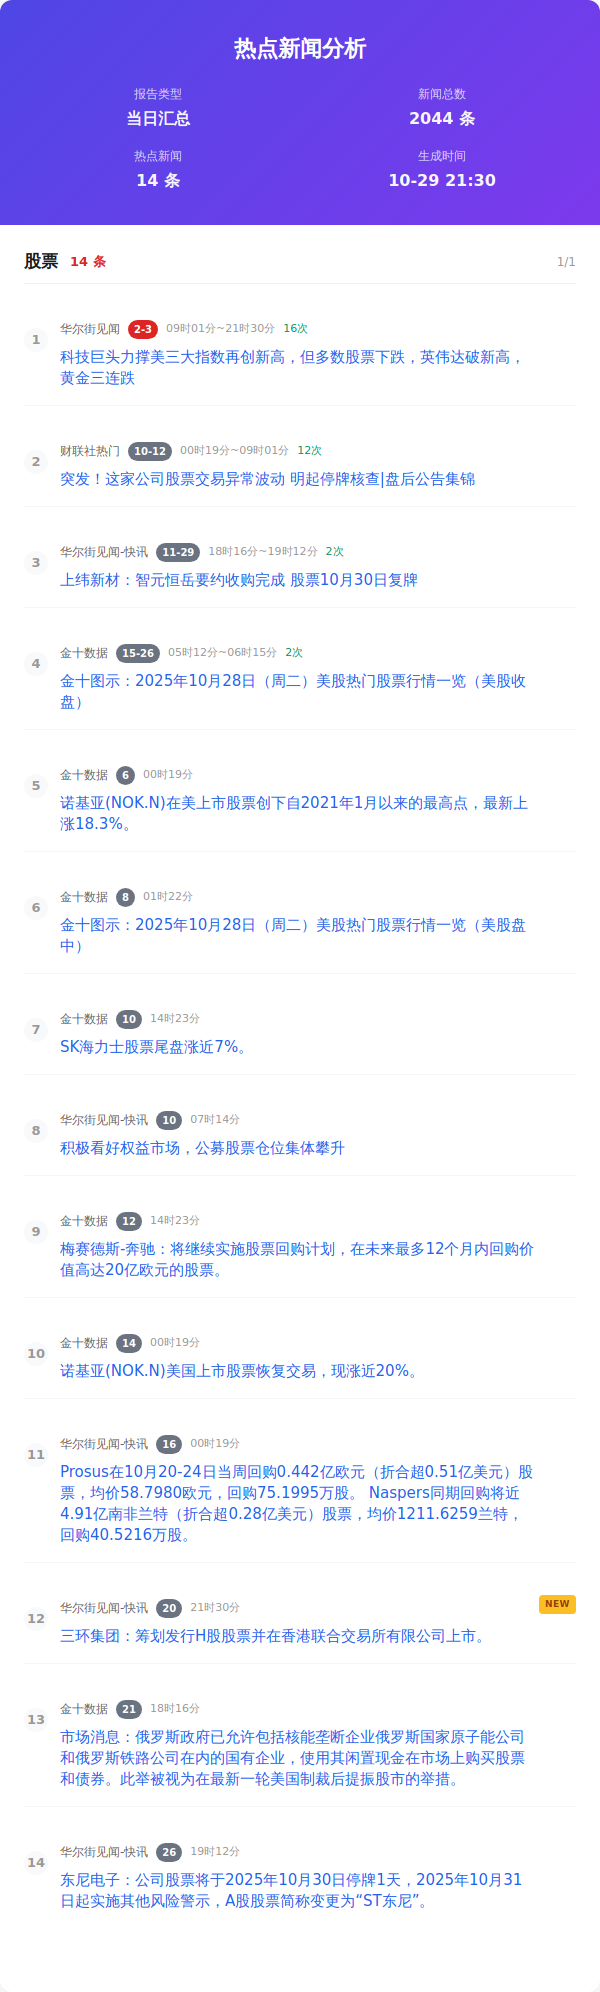 热点新闻分析
报告类型
当日汇总
新闻总数
2044 条
热点新闻
14 条
生成时间
10-29 21:30
股票 14 条 1/1
1
华尔街见闻 2-3 09时01分~21时30分 16次
科技巨头力撑美三大指数再创新高，但多数股票下跌，英伟达破新高，
黄金三连跌
2
财联社热门 10-12 00时19分~09时01分 12次
突发！这家公司股票交易异常波动 明起停牌核查|盘后公告集锦
3
华尔街见闻-快讯 11-29 18时16分~19时12分 2次
上纬新材：智元恒岳要约收购完成 股票10月30日复牌
4
金十数据 15-26 05时12分~06时15分 2次
金十图示：2025年10月28日（周二）美股热门股票行情一览（美股收
盘）
5
金十数据 6 00时19分
诺基亚(NOK.N)在美上市股票创下自2021年1月以来的最高点，最新上
涨18.3%。
6
金十数据 8 01时22分
金十图示：2025年10月28日（周二）美股热门股票行情一览（美股盘
中）
7
金十数据 10 14时23分
SK海力士股票尾盘涨近7%。
8
华尔街见闻-快讯 10 07时14分
积极看好权益市场，公募股票仓位集体攀升
9
金十数据 12 14时23分
梅赛德斯-奔驰：将继续实施股票回购计划，在未来最多12个月内回购价
值高达20亿欧元的股票。
10
金十数据 14 00时19分
诺基亚(NOK.N)美国上市股票恢复交易，现涨近20%。
11
华尔街见闻-快讯 16 00时19分
Prosus在10月20-24日当周回购0.442亿欧元（折合超0.51亿美元）股
票，均价58.7980欧元，回购75.1995万股。 Naspers同期回购将近
4.91亿南非兰特（折合超0.28亿美元）股票，均价1211.6259兰特，
回购40.5216万股。
12
华尔街见闻-快讯 20 21时30分 NEW
三环集团：筹划发行H股股票并在香港联合交易所有限公司上市。
13
金十数据 21 18时16分
市场消息：俄罗斯政府已允许包括核能垄断企业俄罗斯国家原子能公司
和俄罗斯铁路公司在内的国有企业，使用其闲置现金在市场上购买股票
和债券。此举被视为在最新一轮美国制裁后提振股市的举措。
14
华尔街见闻-快讯 26 19时12分
东尼电子：公司股票将于2025年10月30日停牌1天，2025年10月31
日起实施其他风险警示，A股股票简称变更为“ST东尼”。